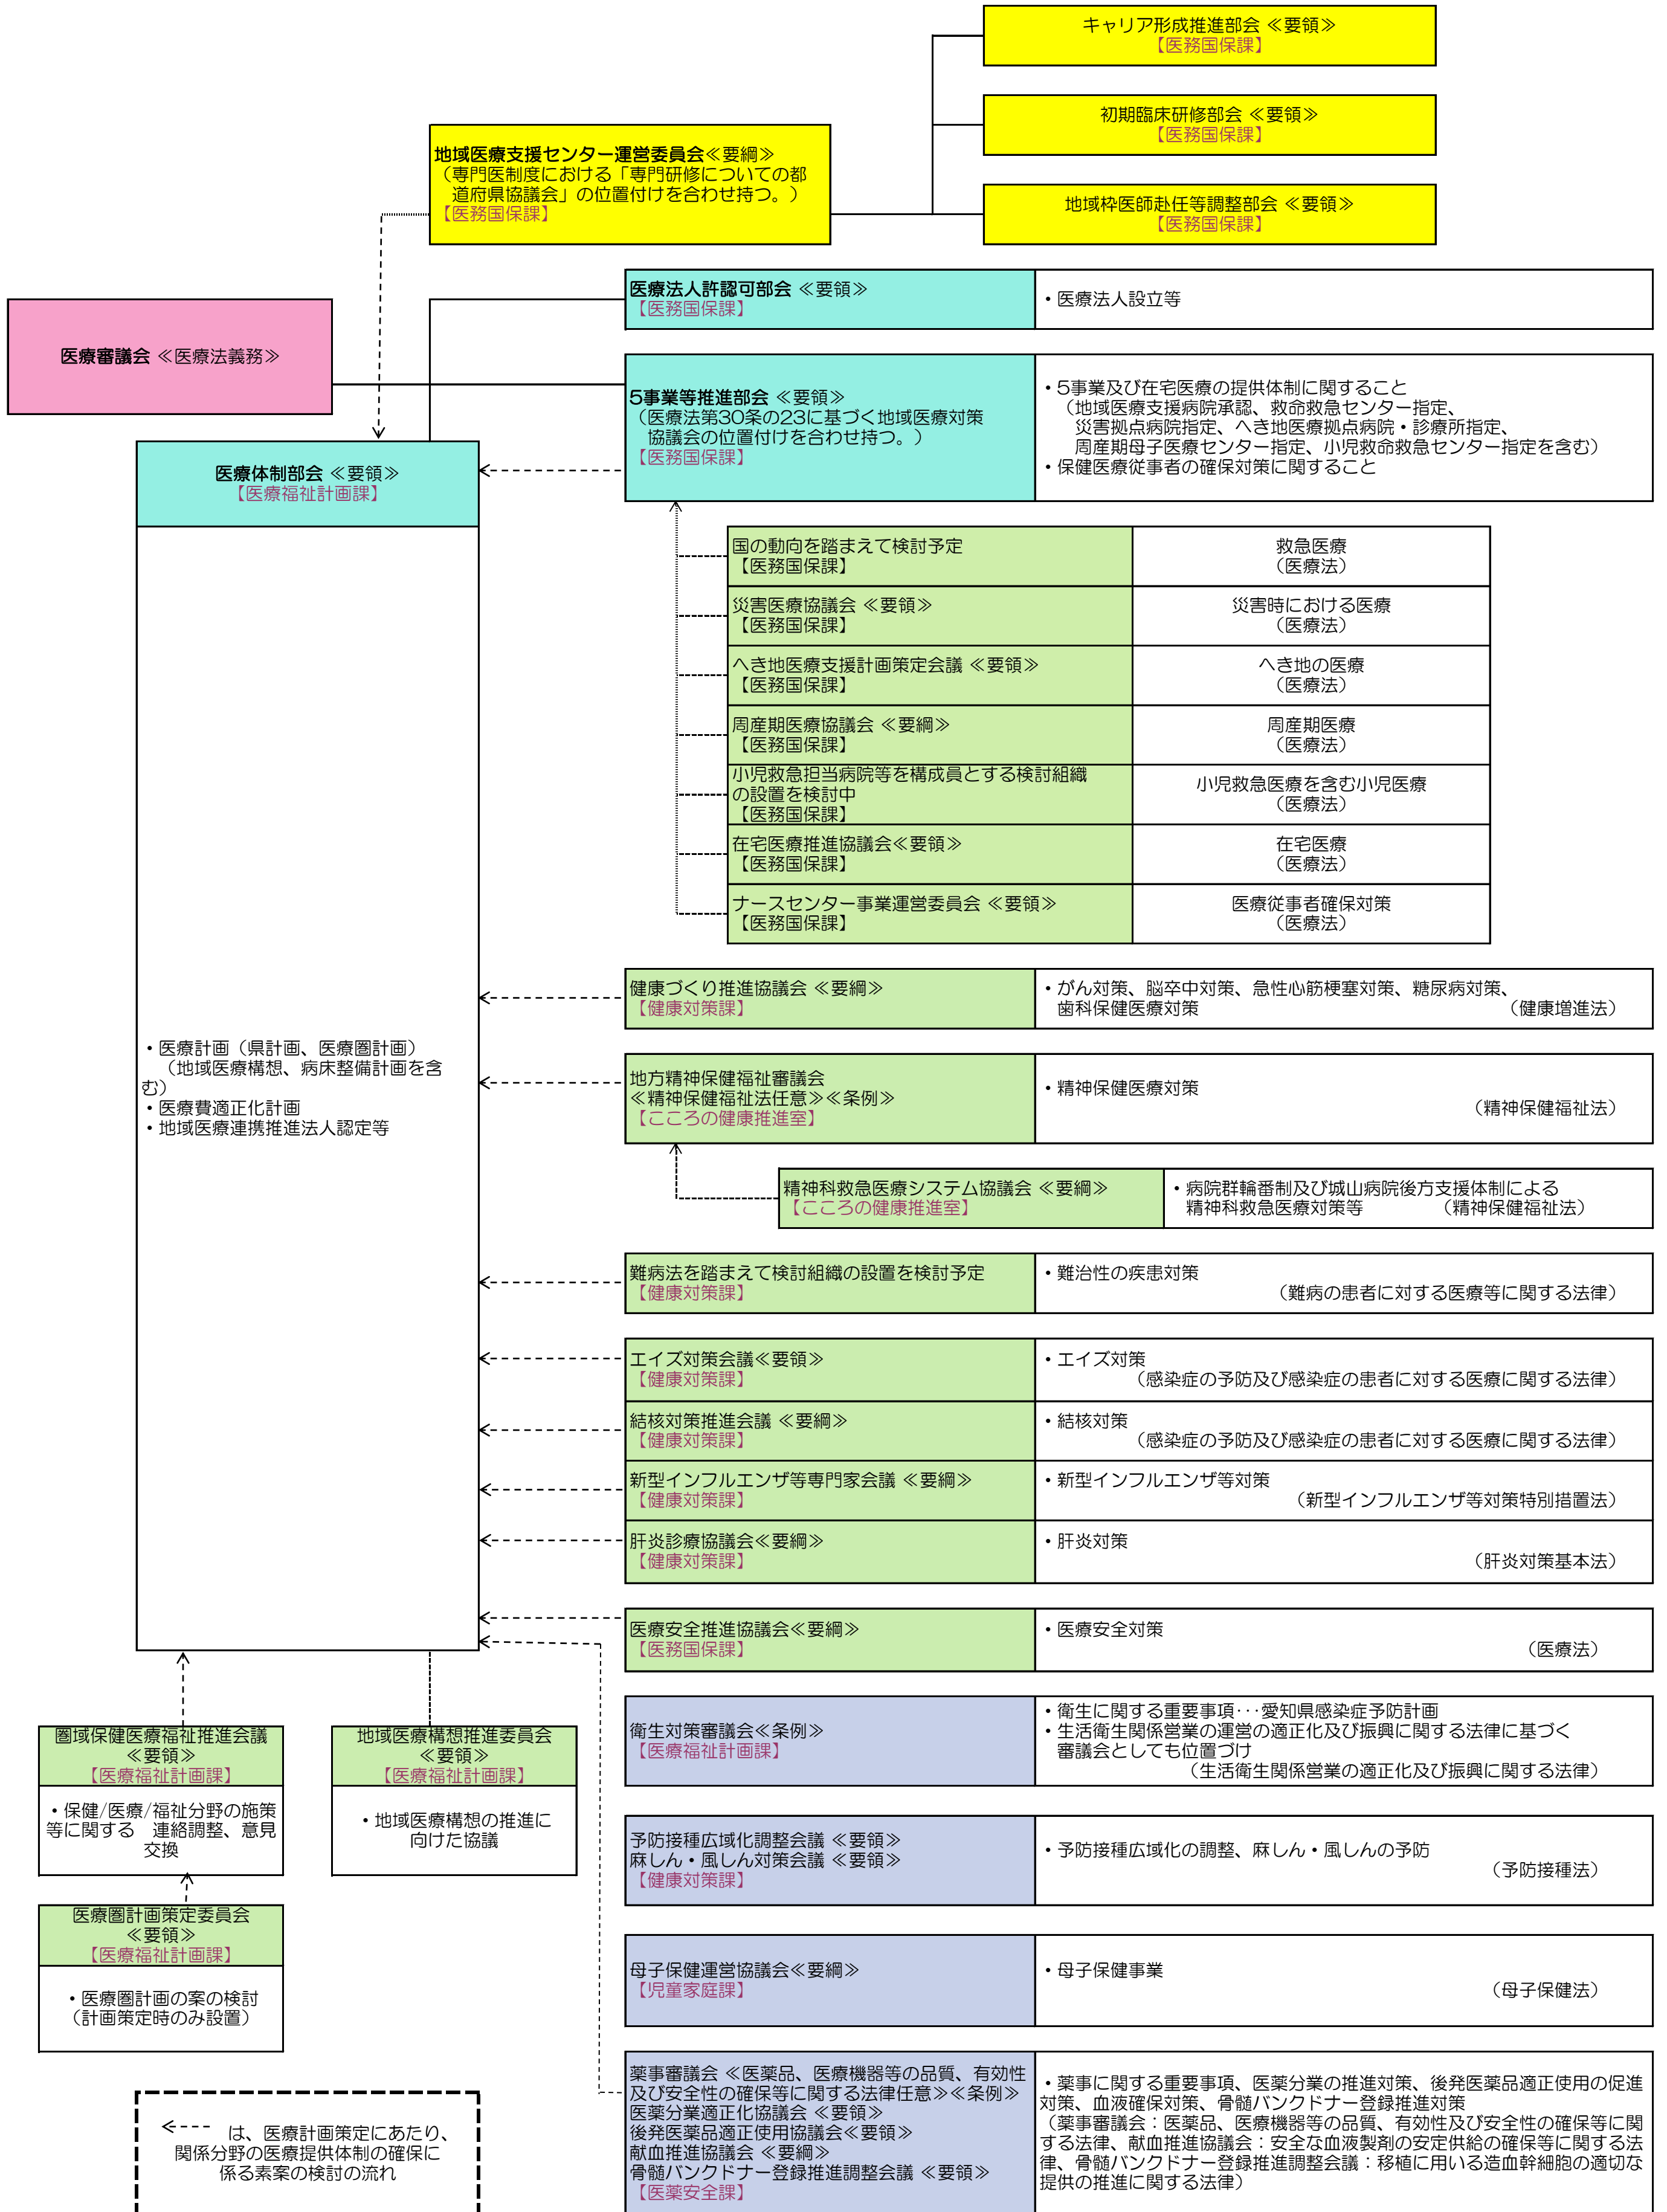 キャリア形成推進部会 ≪要領≫
【医務国保課】
初期臨床研修部会 ≪要領≫
【医務国保課】
地域枠医師赴任等調整部会 ≪要領≫
【医務国保課】
地域医療支援センター運営委員会≪要綱≫
（専門医制度における「専門研修についての都
道府県協議会」の位置付けを合わせ持つ。）
【医務国保課】
医療審議会 ≪医療法義務≫
医療法人許認可部会 ≪要領≫
【医務国保課】
・医療法人設立等
5事業等推進部会 ≪要領≫
（医療法第30条の23に基づく地域医療対策
協議会の位置付けを合わせ持つ。）
【医務国保課】
・5事業及び在宅医療の提供体制に関すること
（地域医療支援病院承認、救命救急センター指定、
災害拠点病院指定、へき地医療拠点病院・診療所指定、
周産期母子医療センター指定、小児救命救急センター指定を含む）
・保健医療従事者の確保対策に関すること
医療体制部会 ≪要領≫
【医療福祉計画課】
・医療計画（県計画、医療圏計画）
（地域医療構想、病床整備計画を含
む）
・医療費適正化計画
・地域医療連携推進法人認定等
国の動向を踏まえて検討予定
【医務国保課】
救急医療
（医療法）
災害医療協議会 ≪要領≫
【医務国保課】
災害時における医療
（医療法）
へき地医療支援計画策定会議 ≪要領≫
【医務国保課】
へき地の医療
（医療法）
周産期医療協議会 ≪要綱≫
【医務国保課】
周産期医療
（医療法）
小児救急担当病院等を構成員とする検討組織
の設置を検討中
【医務国保課】
小児救急医療を含む小児医療
（医療法）
在宅医療推進協議会≪要領≫
【医務国保課】
在宅医療
（医療法）
ナースセンター事業運営委員会 ≪要領≫
【医務国保課】
医療従事者確保対策
（医療法）
健康づくり推進協議会 ≪要綱≫
【健康対策課】
・がん対策、脳卒中対策、急性心筋梗塞対策、糖尿病対策、
歯科保健医療対策 （健康増進法）
地方精神保健福祉審議会
≪精神保健福祉法任意≫≪条例≫
【こころの健康推進室】
・精神保健医療対策
（精神保健福祉法）
精神科救急医療システム協議会 ≪要綱≫
【こころの健康推進室】
・病院群輪番制及び城山病院後方支援体制による
精神科救急医療対策等 （精神保健福祉法）
難病法を踏まえて検討組織の設置を検討予定
【健康対策課】
・難治性の疾患対策
（難病の患者に対する医療等に関する法律）
エイズ対策会議≪要領≫
【健康対策課】
・エイズ対策
（感染症の予防及び感染症の患者に対する医療に関する法律）
結核対策推進会議 ≪要綱≫
【健康対策課】
・結核対策
（感染症の予防及び感染症の患者に対する医療に関する法律）
新型インフルエンザ等専門家会議 ≪要綱≫
【健康対策課】
・新型インフルエンザ等対策
（新型インフルエンザ等対策特別措置法）
肝炎診療協議会≪要綱≫
【健康対策課】
・肝炎対策
（肝炎対策基本法）
医療安全推進協議会≪要綱≫
【医務国保課】
・医療安全対策
（医療法）
衛生対策審議会≪条例≫
【医療福祉計画課】
・衛生に関する重要事項･･･愛知県感染症予防計画
・生活衛生関係営業の運営の適正化及び振興に関する法律に基づく
審議会としても位置づけ
（生活衛生関係営業の適正化及び振興に関する法律）
圏域保健医療福祉推進会議
≪要領≫
【医療福祉計画課】
・保健/医療/福祉分野の施策
等に関する 連絡調整、意見
交換
地域医療構想推進委員会
≪要領≫
【医療福祉計画課】
・地域医療構想の推進に
向けた協議
予防接種広域化調整会議 ≪要領≫
麻しん・風しん対策会議 ≪要領≫
【健康対策課】
・予防接種広域化の調整、麻しん・風しんの予防
（予防接種法）
医療圏計画策定委員会
≪要領≫
【医療福祉計画課】
・医療圏計画の案の検討
（計画策定時のみ設置）
母子保健運営協議会≪要綱≫
【児童家庭課】
・母子保健事業
（母子保健法）
薬事審議会 ≪医薬品、医療機器等の品質、有効性
及び安全性の確保等に関する法律任意≫≪条例≫
医薬分業適正化協議会 ≪要領≫
後発医薬品適正使用協議会≪要領≫
献血推進協議会 ≪要綱≫
骨髄バンクドナー登録推進調整会議 ≪要領≫
【医薬安全課】
・薬事に関する重要事項、医薬分業の推進対策、後発医薬品適正使用の促進
対策、血液確保対策、骨髄バンクドナー登録推進対策
（薬事審議会：医薬品、医療機器等の品質、有効性及び安全性の確保等に関
する法律、献血推進協議会：安全な血液製剤の安定供給の確保等に関する法
律、骨髄バンクドナー登録推進調整会議：移植に用いる造血幹細胞の適切な
提供の推進に関する法律）
は、医療計画策定にあたり、
関係分野の医療提供体制の確保に
係る素案の検討の流れ